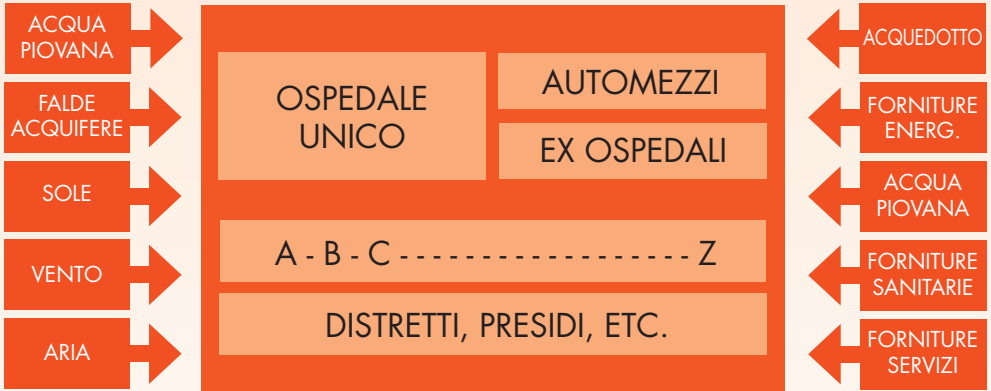 ACQUA
PIOVANA
FALDE
ACQUIFERE
SOLE
VENTO
ARIA
OSPEDALE
UNICO
AUTOMEZZI
EX OSPEDALI
A - B - C - - - - - - - - - - - - - - - - - - Z
DISTRETTI, PRESIDI, ETC.
ACQUEDOTTO
FORNITURE
ENERG.
ACQUA
PIOVANA
FORNITURE
SANITARIE
FORNITURE
SERVIZI